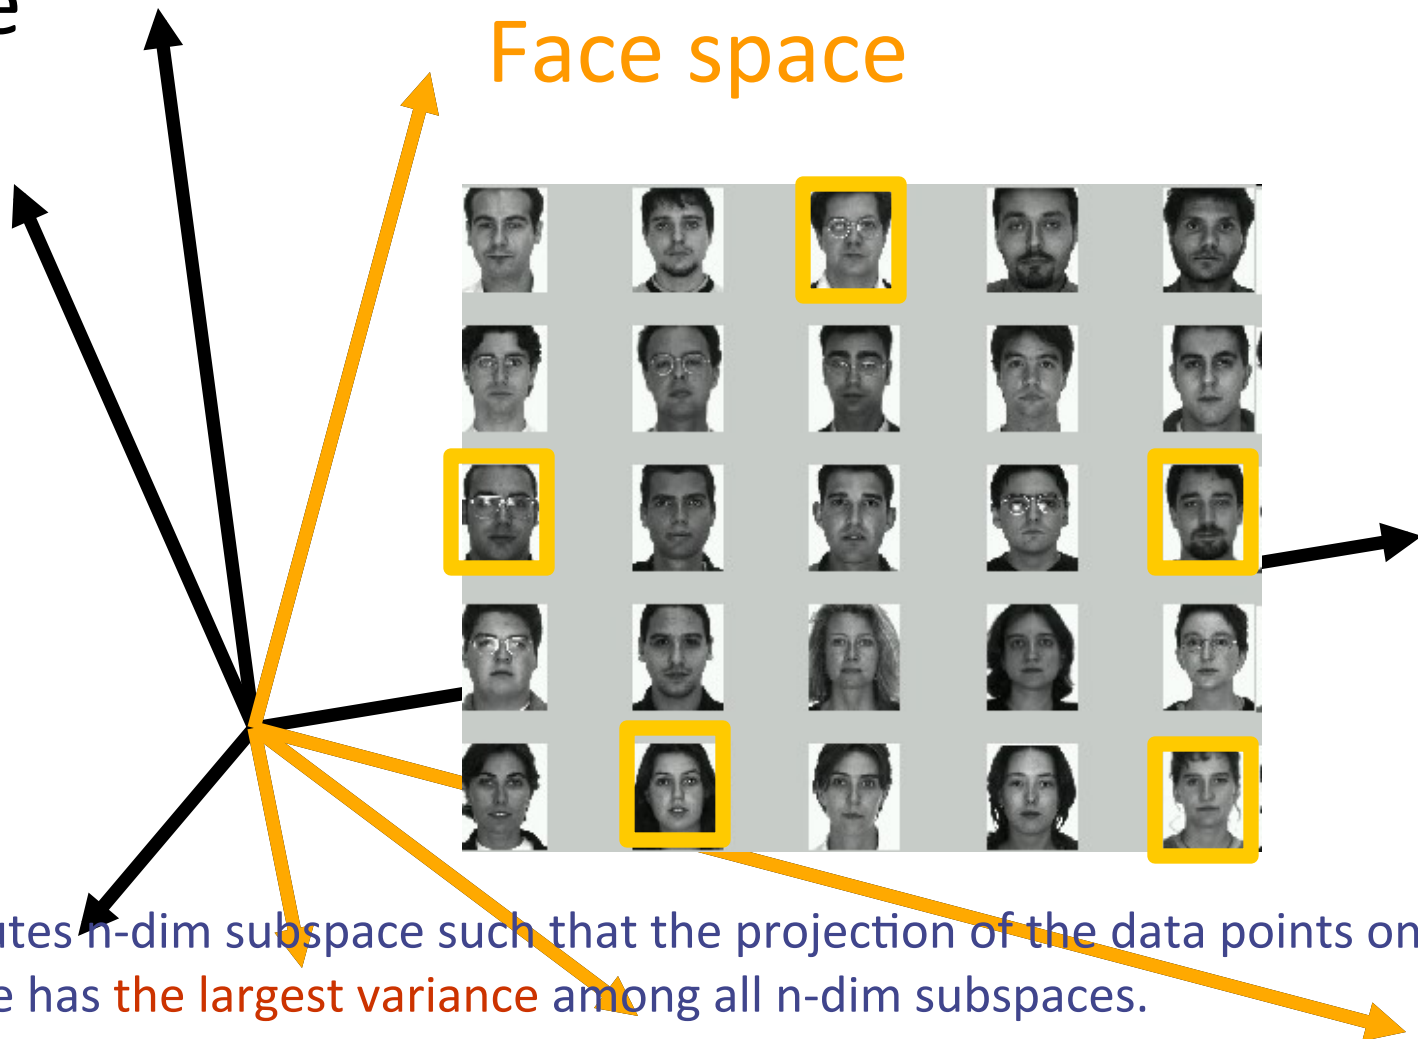 Face space
n-dim subspace such that the projection of the data points on
has the largest variance among all n-dim subspaces.